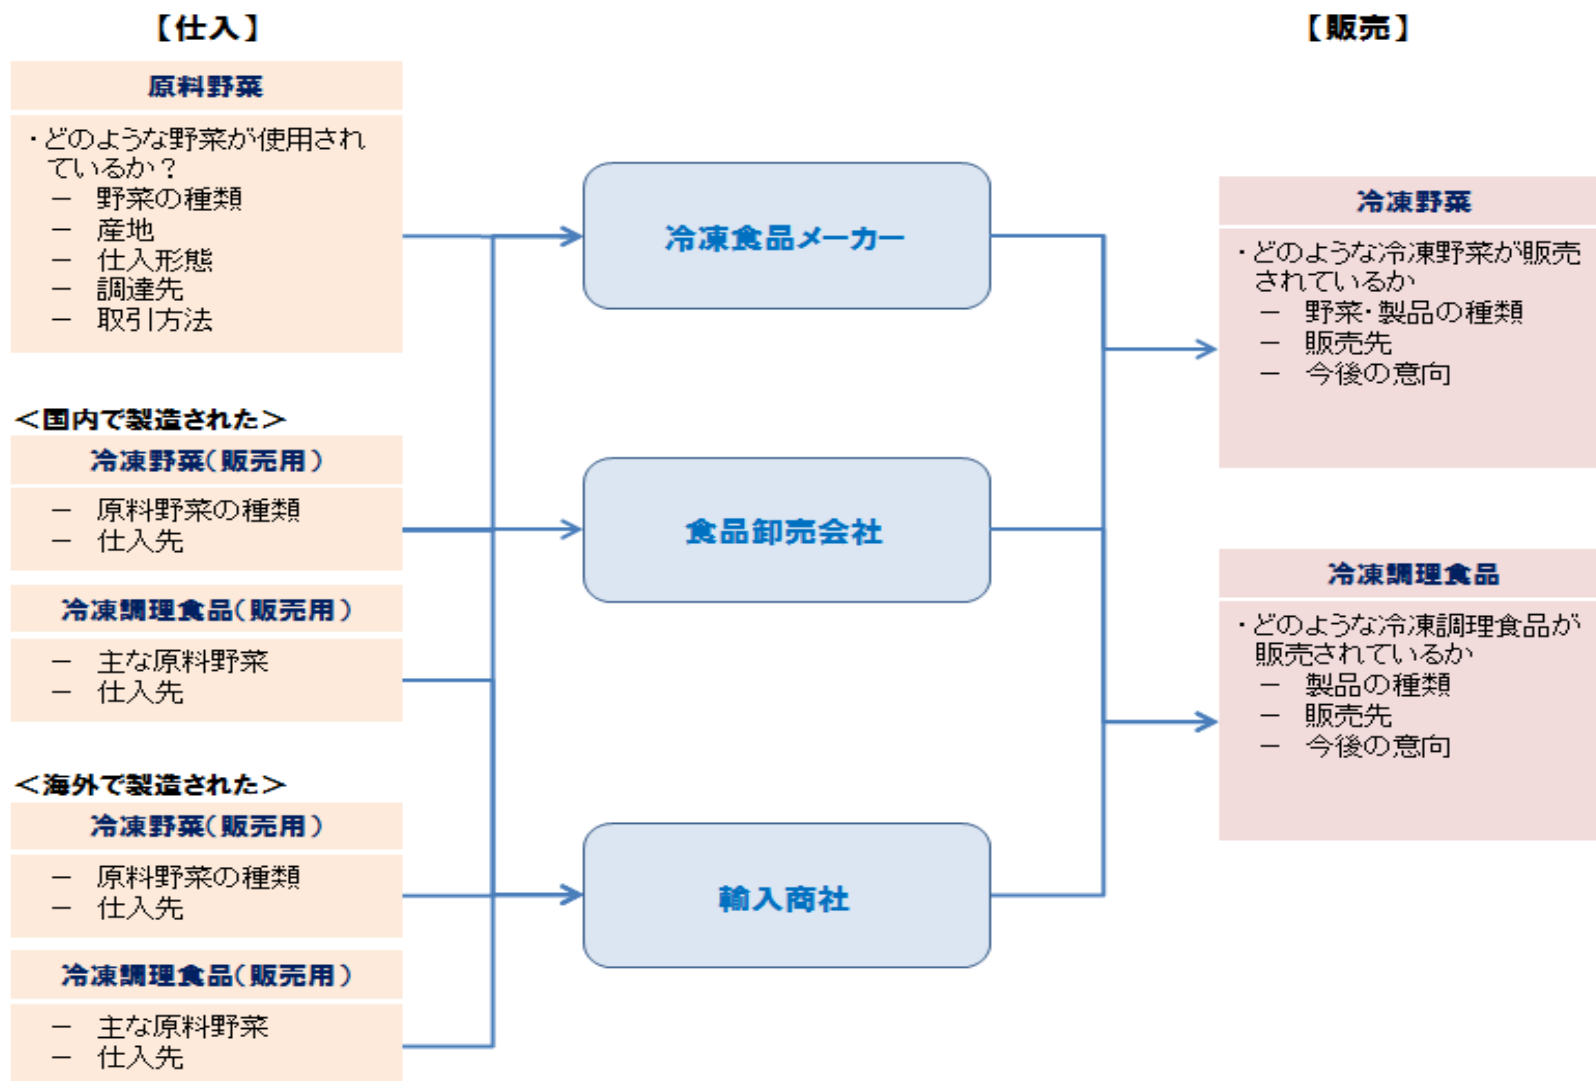 【仕入】
原料野菜
・どのような野菜が使用され
ているか？
－ 野菜の種類
－ 産地
－ 仕入形態
－ 調達先
－ 取引方法
＜国内で製造された＞
冷凍野菜（販売用）
－ 原料野菜の種類
－ 仕入先
冷凍調理食品（販売用）
－ 主な原料野菜
－ 仕入先
＜海外で製造された＞
冷凍野菜（販売用）
－ 原料野菜の種類
－ 仕入先
冷凍調理食品（販売用）
－ 主な原料野菜
－ 仕入先
冷凍食品メーカー
食品卸売会社
輸入商社
【販売】
冷凍野菜
・どのような冷凍野菜が販売
されているか
－ 野菜・製品の種類
－ 販売先
－ 今後の意向
冷凍調理食品
・どのような冷凍調理食品が
販売されているか
－ 製品の種類
－ 販売先
－ 今後の意向